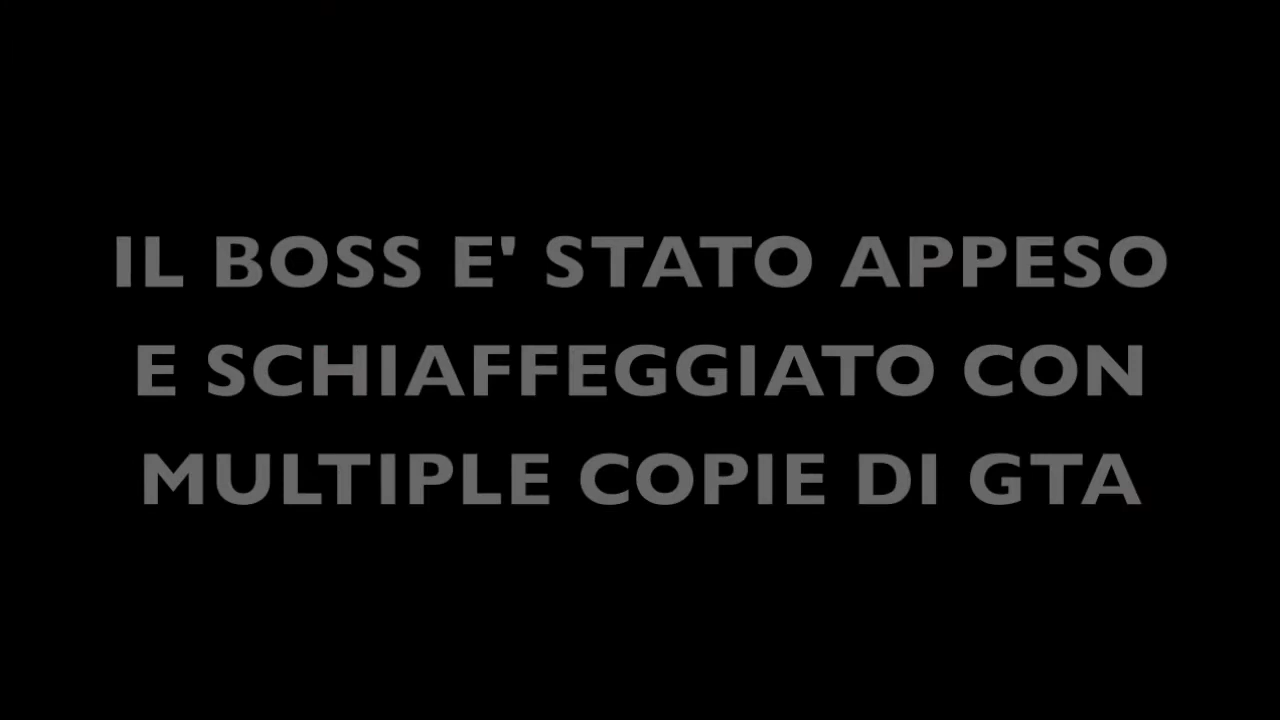 IL BOSS E' STATO APPESO
E SCHIAFFEGGIATO CON
MULTIPLE COPIE DI GTA